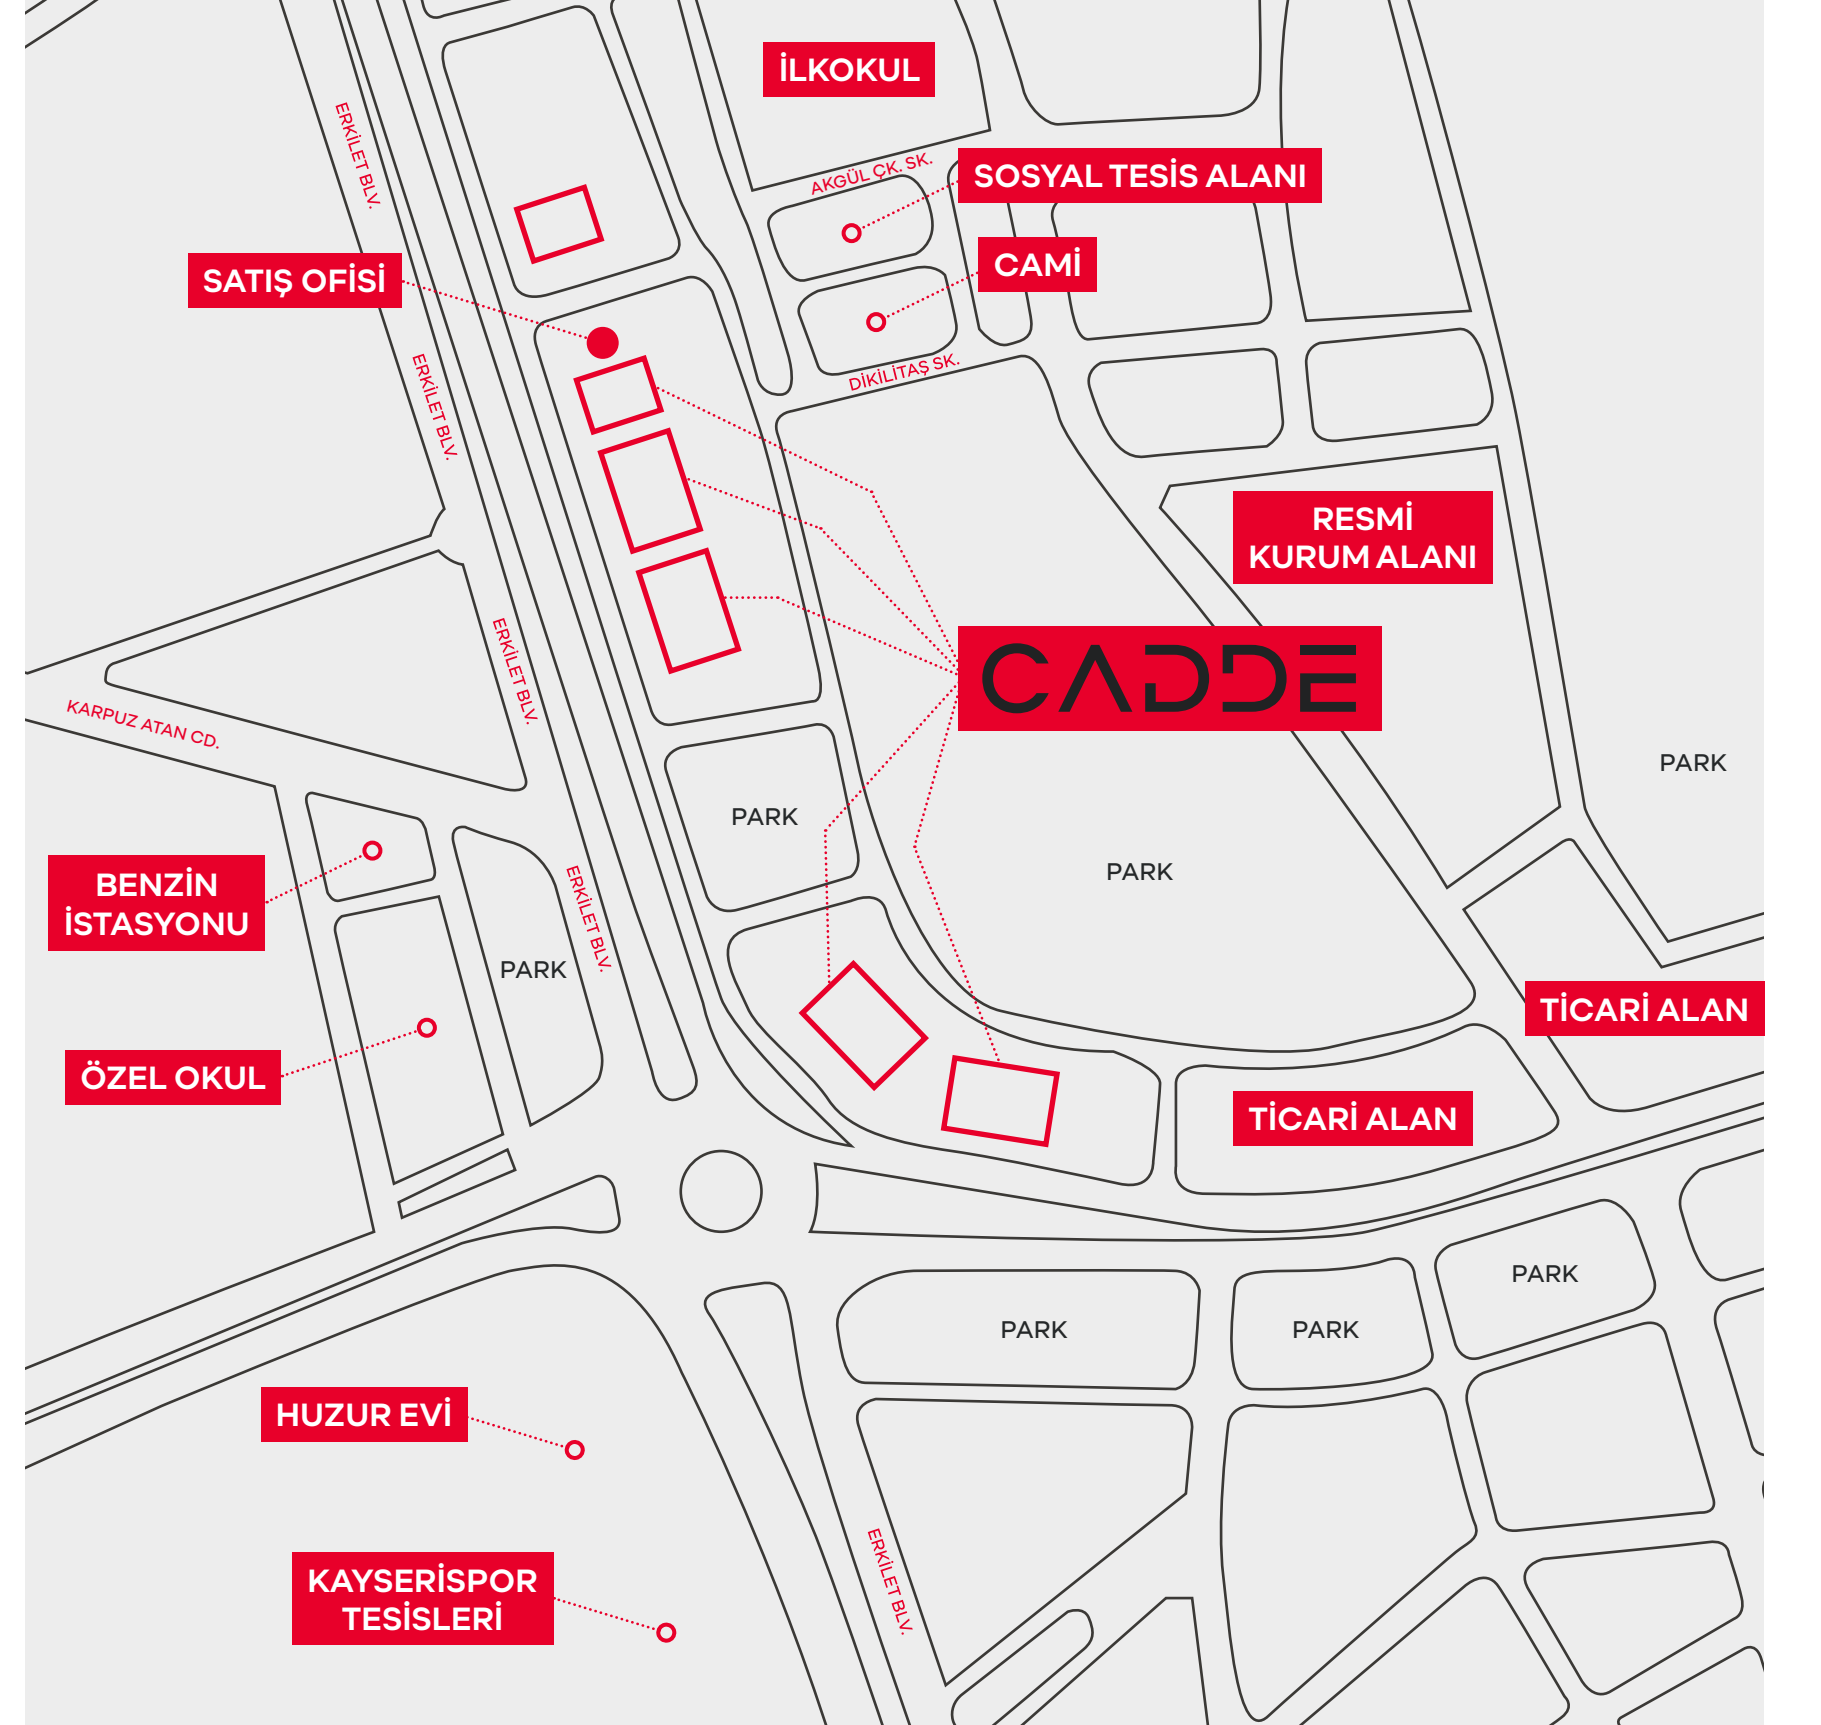 İLKOKUL
ERKİLET BLV.
AKGÜL ÇK. SK.
SOSYAL TESİS ALANI
SATIŞ OFİSİ
CAMİ
ERKİLET BLV.
DİKİLİTAŞ SK.
RESMİ
KURUM ALANI
ERKİLET BLV.
CADDE
KARPUZ ATAN CD.
PARK
PARK
PARK
BENZİN
İSTASYONU
ERKİLET BLV.
PARK
TİCARİ ALAN
ÖZEL OKUL
TİCARİ ALAN
PARK
PARK
PARK
HUZUR EVİ
ERKİLET BLV.
KAYSERİSPOR
TESİSLERİ